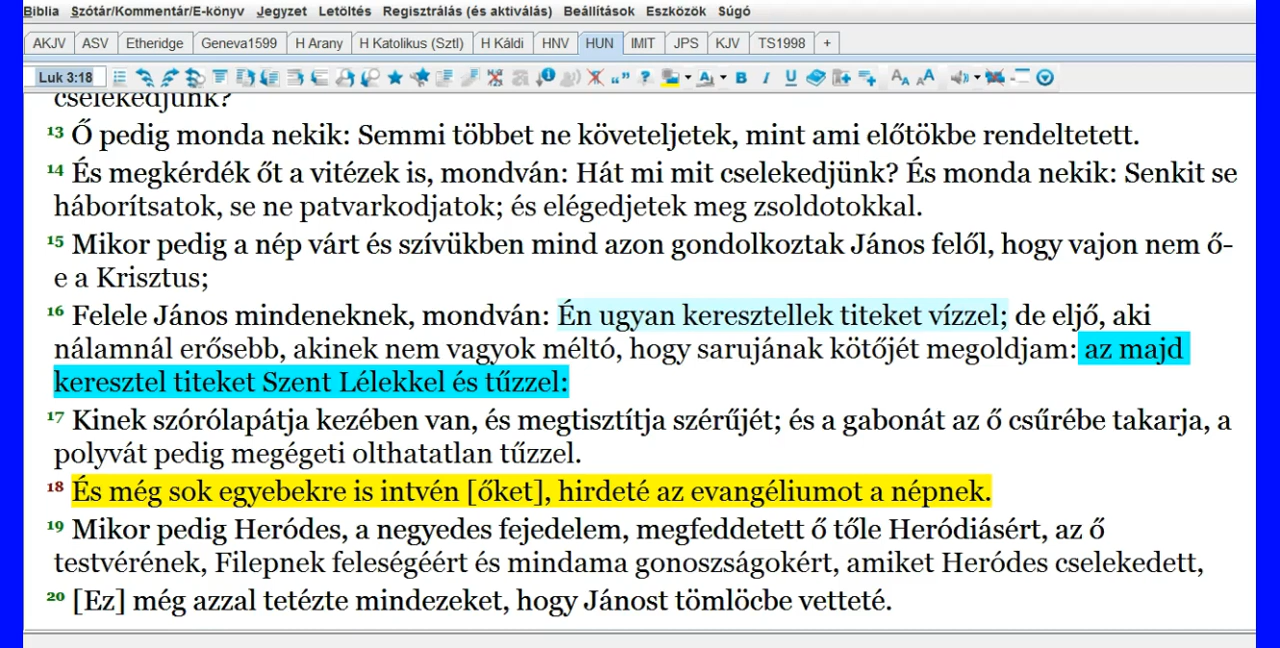 Biblia Szótár/Kommentár/E-könyv Jegyzet Letöltés Regisztrálás (és aktiválás) Beállítások Eszközök Súgó
AKJV ASV Etheridge Geneva1599 H Arany H Katolikus (Sztl) H Káldi HNV HUN IMIT JPS KJV TS1998 +
Luk 3:18
cselekedjünk?
13 Ő pedig monda nekik: Semmi többet ne követeljetek, mint ami előtökbe rendeltetett.
14 És megkérdék őt a vitézek is, mondván: Hát mi mit cselekedjünk? És monda nekik: Senkit se
háborítsatok, se ne patvarkodjatok; és elégedjetek meg zsoldotokkal.
15 Mikor pedig a nép várt és szívükben mind azon gondolkoztak János felől, hogy vajon nem ő-
e a Krisztus;
16 Felele János mindeneknek, mondván: Én ugyan keresztellek titeket vízzel; de eljő, aki
nálamnál erősebb, akinek nem vagyok méltó, hogy sarujának kötőjét megoldjam: az majd
keresztel titeket Szent Lélekkel és tűzzel:
17 Kinek szórólapátja kezében van, és megtisztítja szérűjét; és a gabonát az ő csűrébe takarja, a
polyvát pedig megégeti olthatatlan tűzzel.
18 És még sok egyebekre is intvén [őket], hirdeté az evangéliumot a népnek.
19 Mikor pedig Heródes, a negyedes fejedelem, megfeddetett ő tőle Heródiásért, az ő
testvérének, Filepnek feleségéért és mindama gonoszságokért, amiket Heródes cselekedett,
20 [Ez] még azzal tetézte mindezeket, hogy Jánost tömlöcbe vetteté.